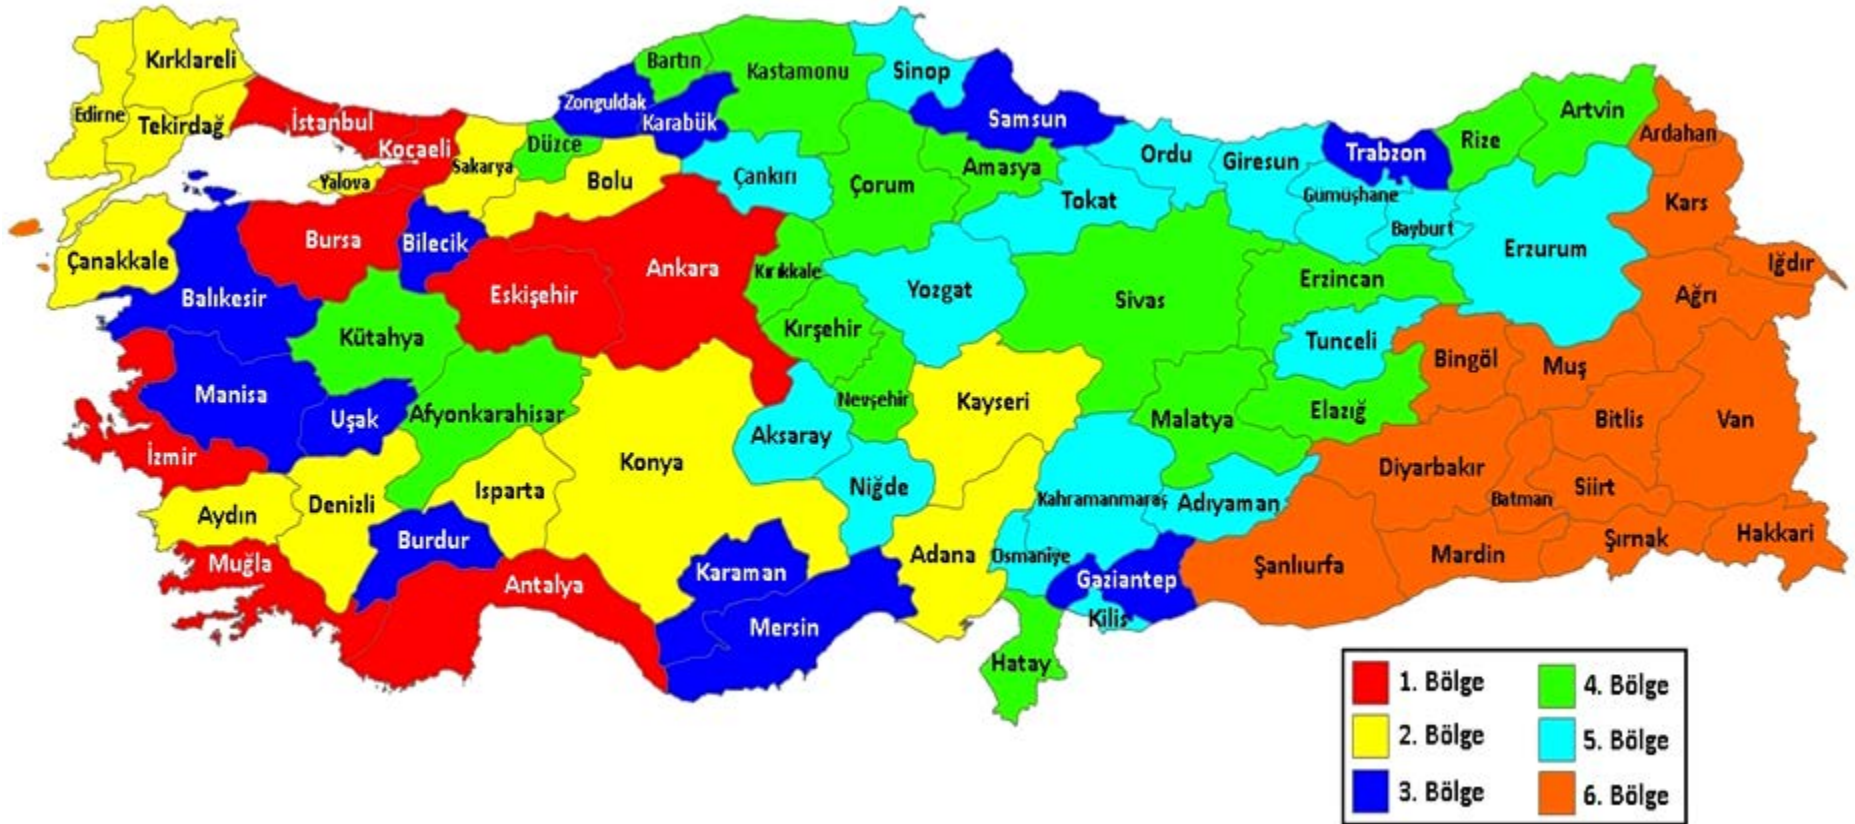 Kırklareli
Edirne
Tekirdağ
İstanbul
Kocaeli
Yalova
Sakarya
Düzce
Bolu
Zonguldak
Bartın
Karabük
Kastamonu
Çankırı
Sinop
Samsun
Çorum
Amasya
Tokat
Ordu
Giresun
Gümüşhane
Trabzon
Bayburt
Rize
Artvin
Ardahan
Kars
Erzurum
Iğdır
Ağrı
Çanakkale
Balıkesir
Bursa
Bilecik
Eskişehir
Ankara
Kırıkkale
Kırşehir
Yozgat
Sivas
Erzincan
Tunceli
Bingöl
Muş
Kütahya
Manisa
Uşak
Afyonkarahisar
İzmir
Konya
Aksaray
Nevşehir
Kayseri
Malatya
Elazığ
Bitlis
Van
Aydın
Denizli
Isparta
Burdur
Niğde
Kahramanmaraş
Adıyaman
Diyarbakır
Batman
Siirt
Şırnak
Hakkari
Muğla
Antalya
Karaman
Mersin
Adana
Osmaniye
Gaziantep
Kilis
Şanlıurfa
Mardin
Hatay
1. Bölge
2. Bölge
3. Bölge
4. Bölge
5. Bölge
6. Bölge